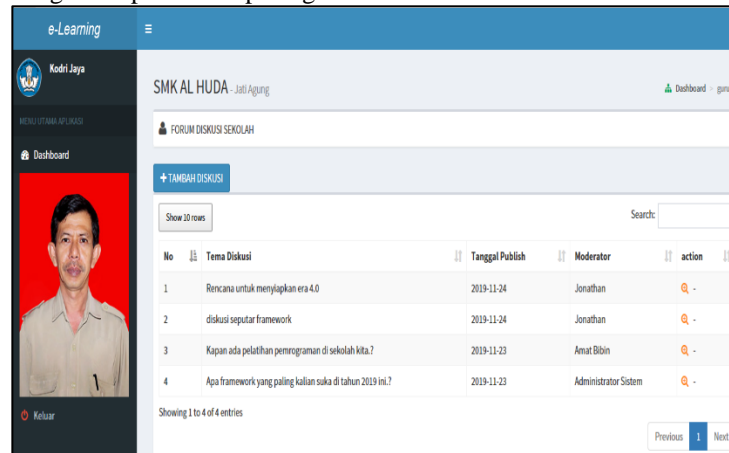 e-Learning
Kodri Jaya
SMK AL HUDA - Jati Agung
Dashboard >
MENU UTAMA APLIKASI
FORUM DISKUSI SEKOLAH
Dashboard
+ TAMBAH DISKUSI
Show 10 rows Search:
No Tema Diskusi Tanggal Publish Moderator action
1 Rencana untuk menyiapkan era 4.0 2019-11-24 Jonathan -
2 diskusi seputar framework 2019-11-24 Jonathan -
3 Kapan ada pelatihan pemrograman di sekolah kita.? 2019-11-23 Amat Bibin -
4 Apa framework yang paling kalian suka di tahun 2019 ini.? 2019-11-23 Administrator Sistem -
Keluar
Showing 1 to 4 of 4 entries
Previous 1 Next